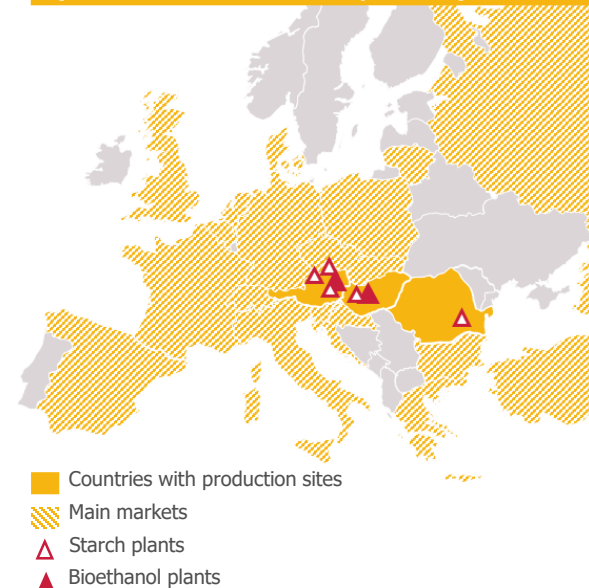 Countries with production sites
Main markets
Starch plants
Bioethanol plants